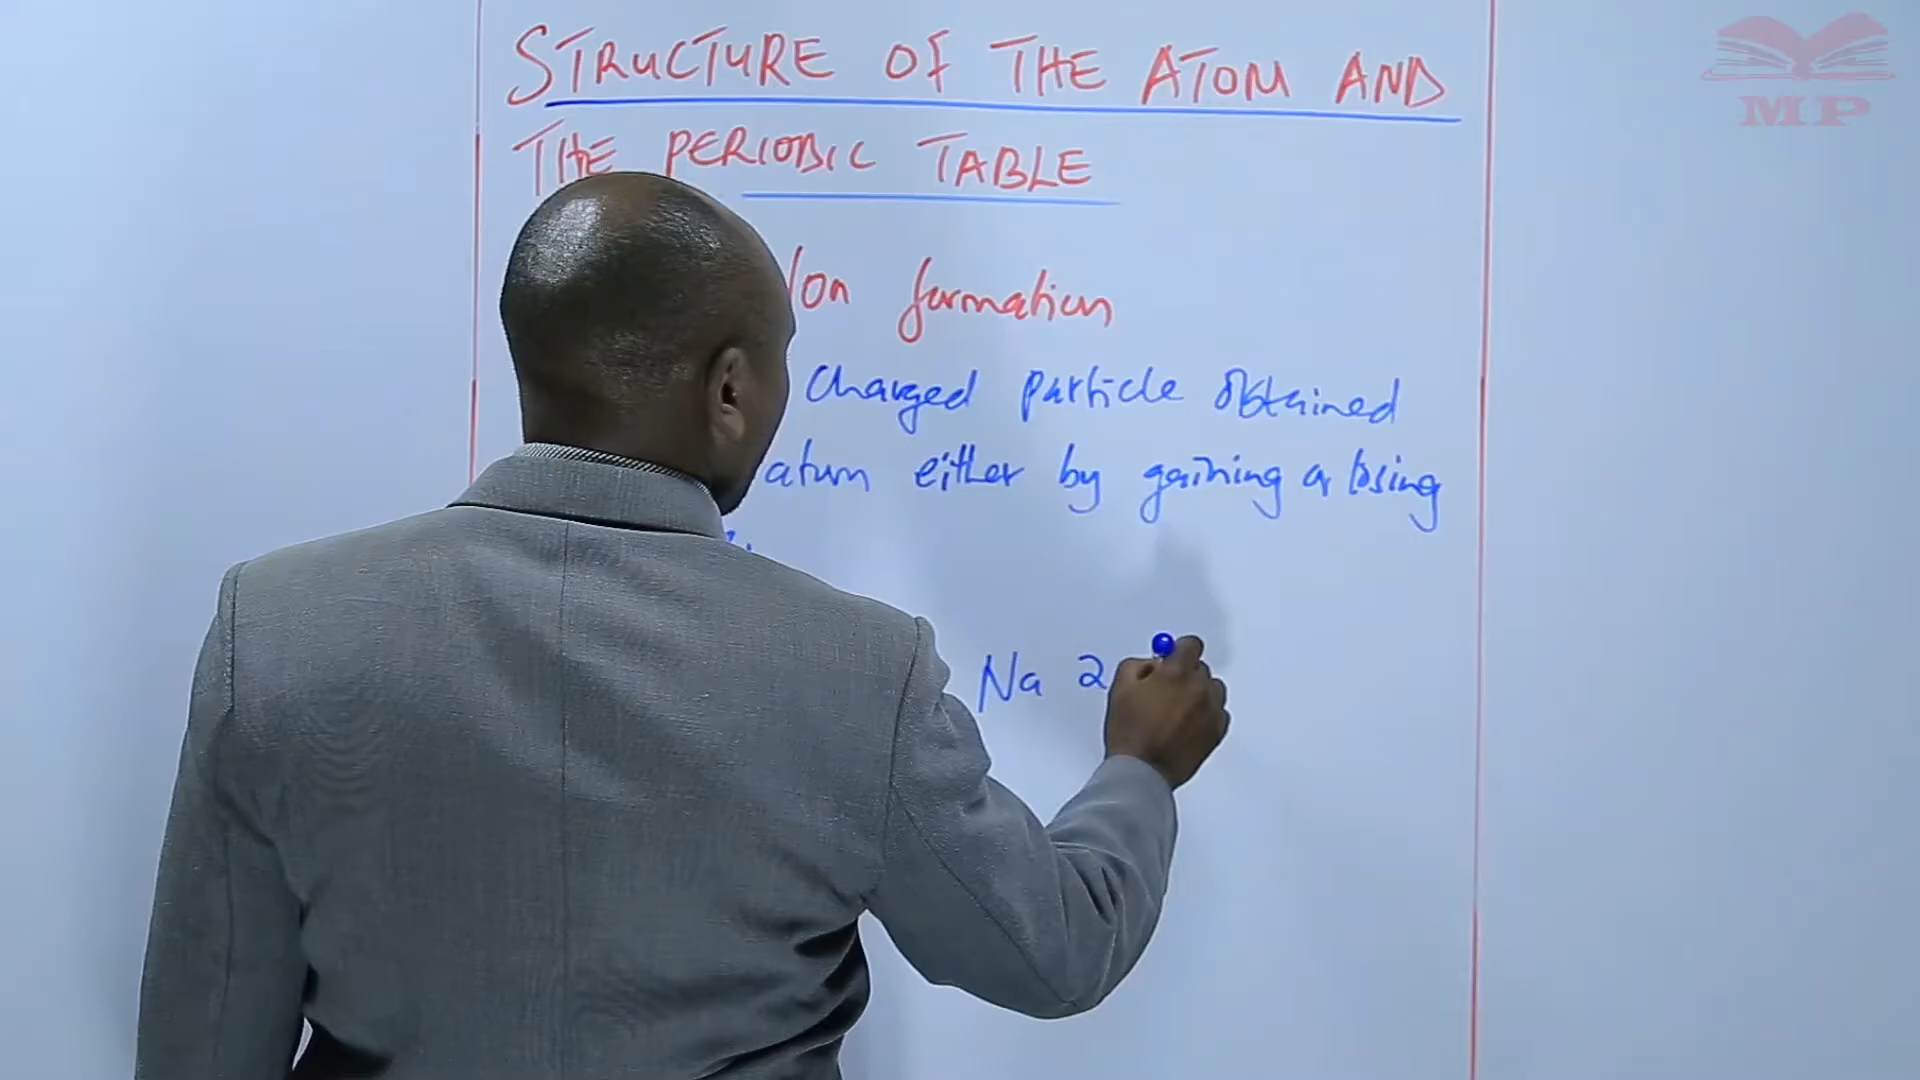 STRUCTURE OF THE ATOM AND
THE PERIODIC TABLE
Ion formation
charged particle obtained
atom either by gaining or losing
Na 2
MP